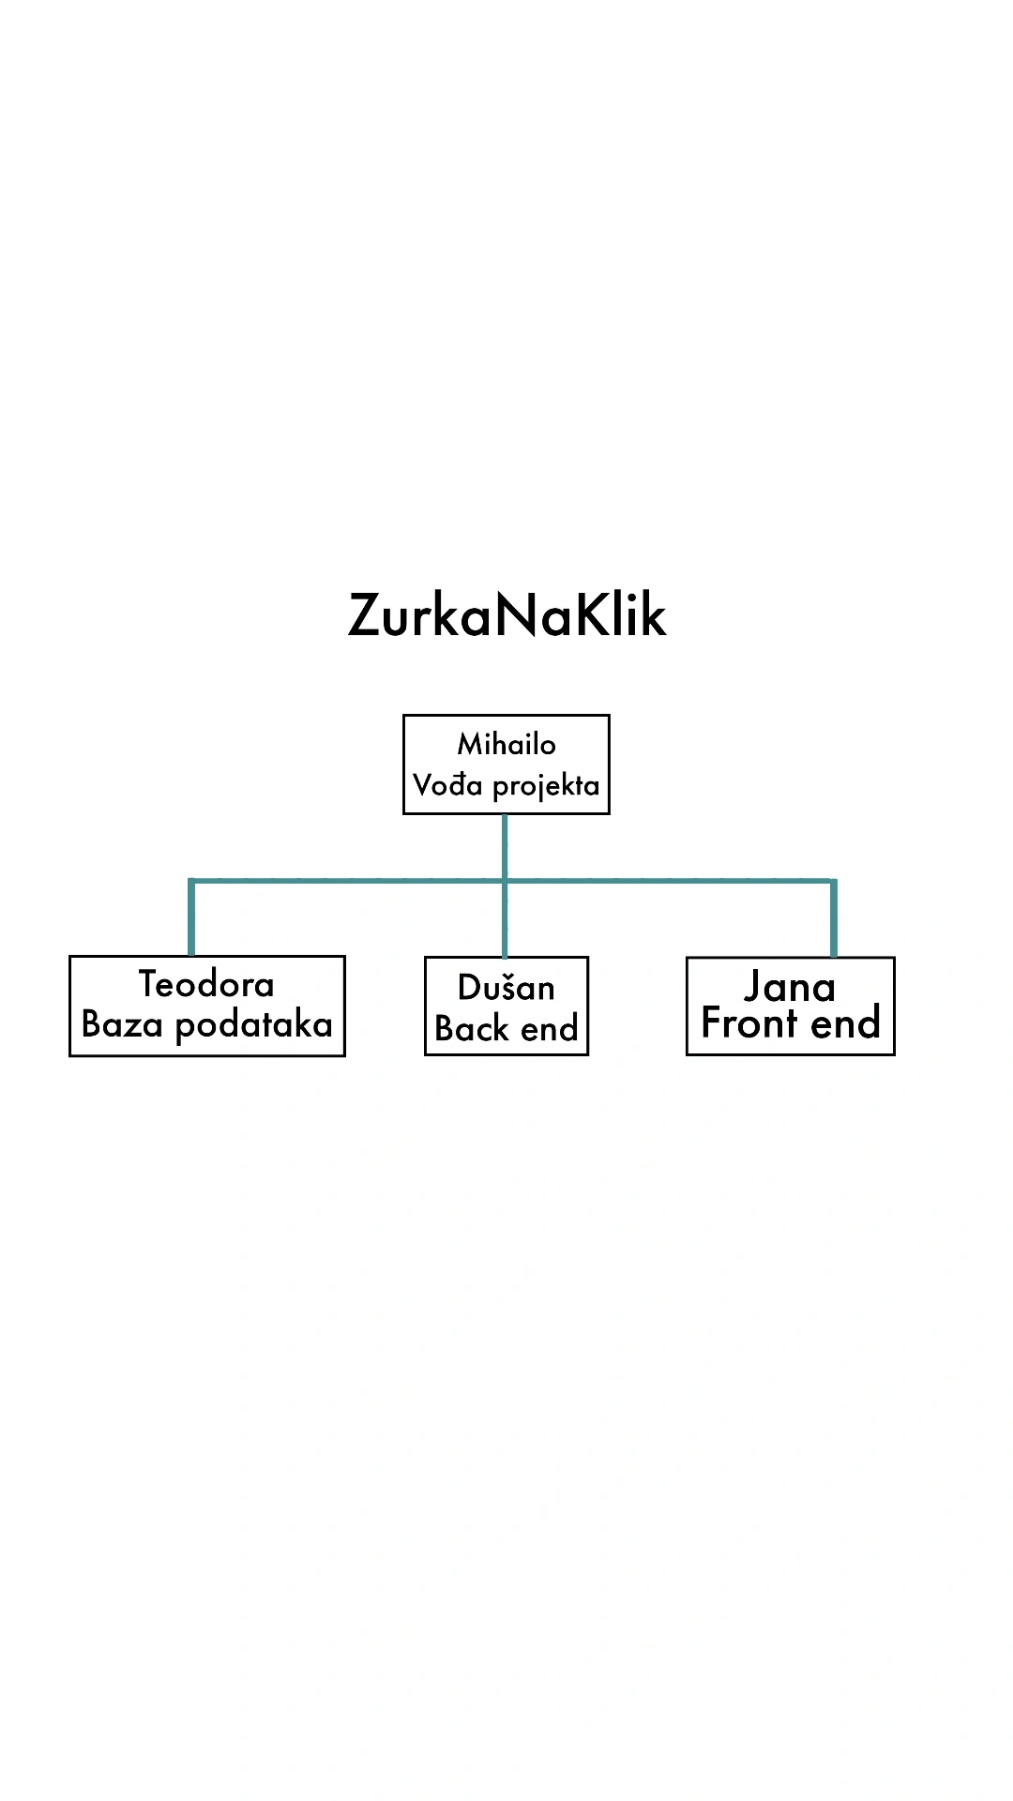 ZurkaNaKlik
Mihailo
Vođa projekta
Teodora
Baza podataka
Dušan
Back end
Jana
Front end